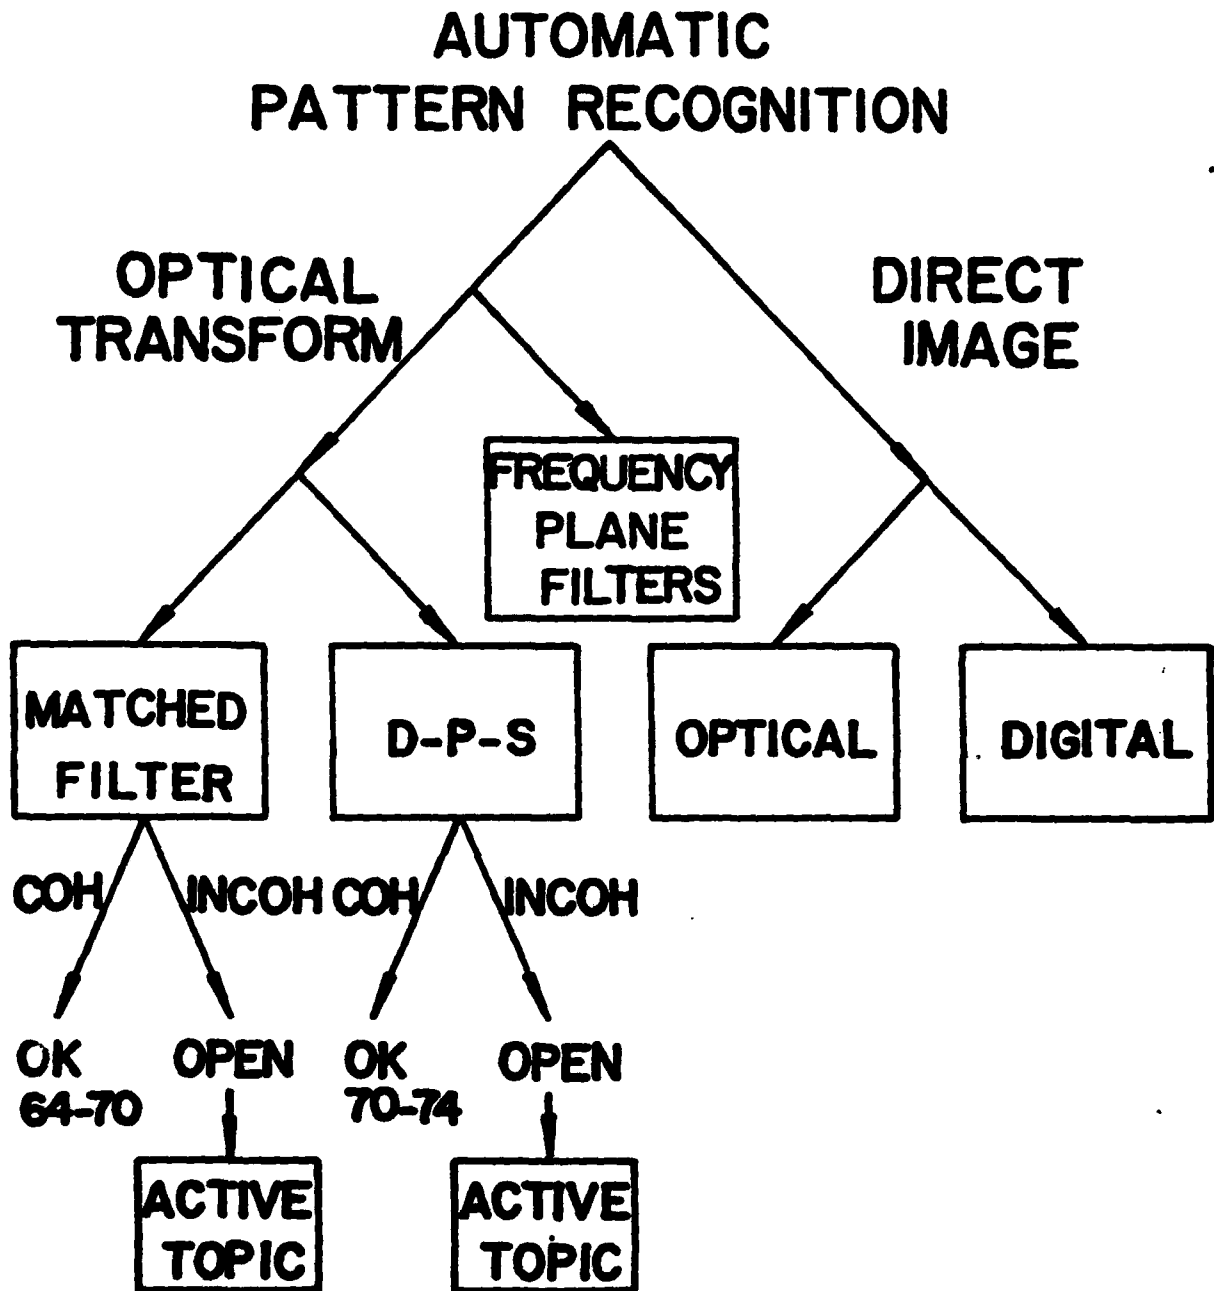 AUTOMATIC
PATTERN RECOGNITION
OPTICAL
TRANSFORM
DIRECT
IMAGE
FREQUENCY
PLANE
FILTERS
MATCHED
FILTER
D-P-S
OPTICAL
DIGITAL
COH
INCOH
COH
INCOH
OK
64-70
OPEN
OK
70-74
OPEN
ACTIVE
TOPIC
ACTIVE
TOPIC